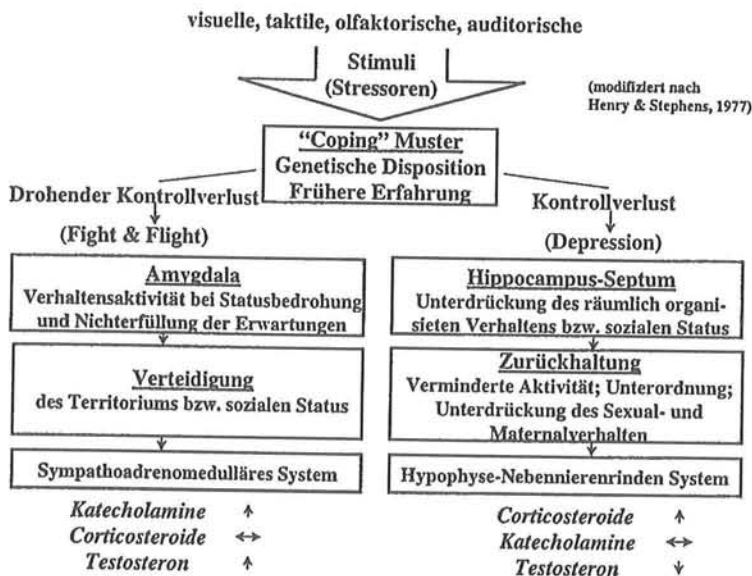 visuelle, taktile, olfaktorische, auditorische
Stimuli
(Stressoren)
(modifiziert nach
Henry & Stephens, 1977)
"Coping" Muster
Genetische Disposition
Frühere Erfahrung
Drohender Kontrollverlust
(Fight & Flight)
Amygdala
Verhaltensaktivität bei Statusbedrohung
und Nichterfüllung der Erwartungen
Verteidigung
des Territoriums bzw. sozialen Status
Sympathoadrenomedulläres System
Katecholamine ↑
Corticosteroide ↔
Testosteron ↑
Kontrollverlust
(Depression)
Hippocampus-Septum
Unterdrückung des räumlich organi-
sieten Verhaltens bzw. sozialen Status
Zurückhaltung
Verminderte Aktivität; Unterordnung;
Unterdrückung des Sexual- und
Maternalverhalten
Hypophyse-Nebennierenrinden System
Corticosteroide ↑
Katecholamine ↔
Testosteron ↓